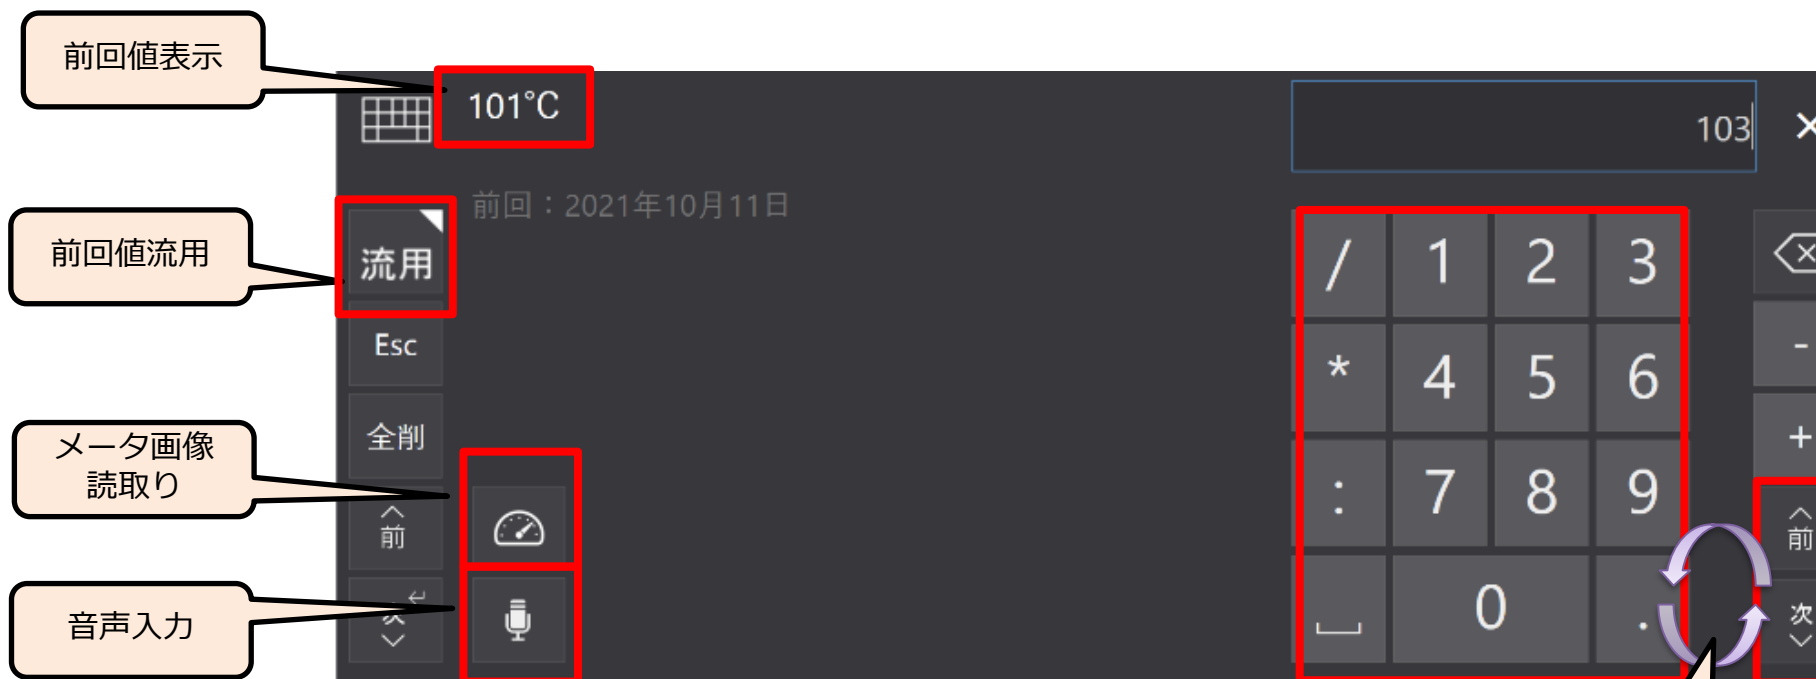 前回値表示
101℃
103
前回値流用
前回：2021年10月11日
流用
Esc
全削
前
メータ画像
読取り
音声入力
/ 1 2 3
* 4 5 6
: 7 8 9
0 .
-
+
前
次